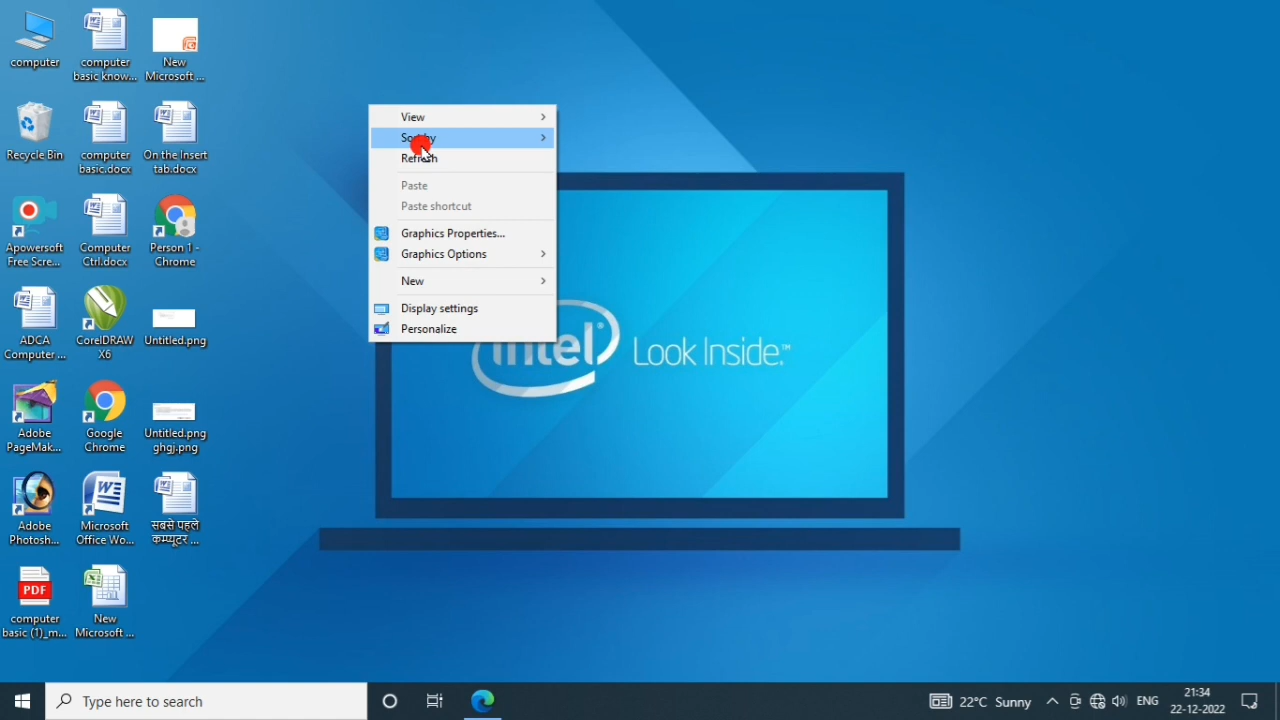 computer
computer
basic know...
New
Microsoft ...
Recycle Bin
computer
basic.docx
On the Insert
tab.docx
Apowersoft
Free Scre...
Computer
Ctrl.docx
Person 1 -
Chrome
ADCA
Computer ...
CorelDRAW
X6
Untitled.png
Adobe
PageMak...
Google
Chrome
Untitled.png
ghgj.png
Adobe
Photosh...
Microsoft
Office Wo...
सबसे पहले
कम्प्यूटर ...
PDF
computer
basic (1)_m...
New
Microsoft ...
View
Sort by
Refresh
Paste
Paste shortcut
Graphics Properties...
Graphics Options
New
Display settings
Personalize
intel® Look Inside.™
Type here to search
22°C Sunny
ENG
21:34
22-12-2022